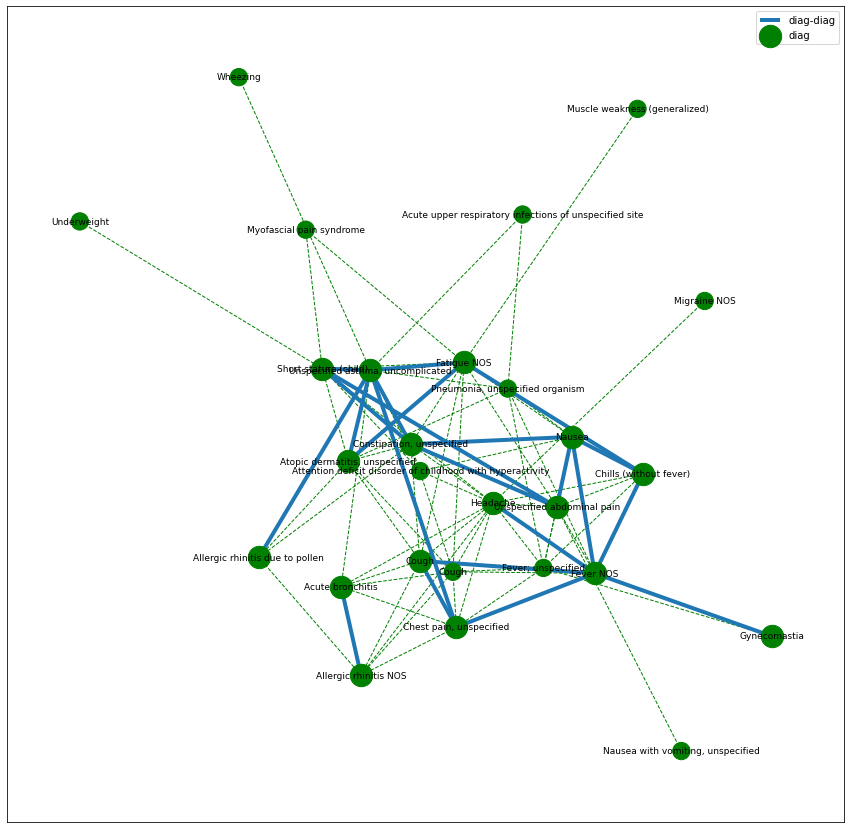 diag-diag
diag
Wheezing
Muscle weakness (generalized)
Acute upper respiratory infections of unspecified site
Underweight
Myofascial pain syndrome
Migraine NOS
Fatigue NOS
Short stature (child)
Unspecified asthma, uncomplicated
Pneumonia, unspecified organism
Nausea
Constipation, unspecified
Atopic dermatitis, unspecified
Attention deficit disorder of childhood with hyperactivity
Chills (without fever)
Headache
Unspecified abdominal pain
Allergic rhinitis due to pollen
Cough
Cough
Fever, unspecified
Fever NOS
Acute bronchitis
Chest pain, unspecified
Gynecomastia
Allergic rhinitis NOS
Nausea with vomiting, unspecified